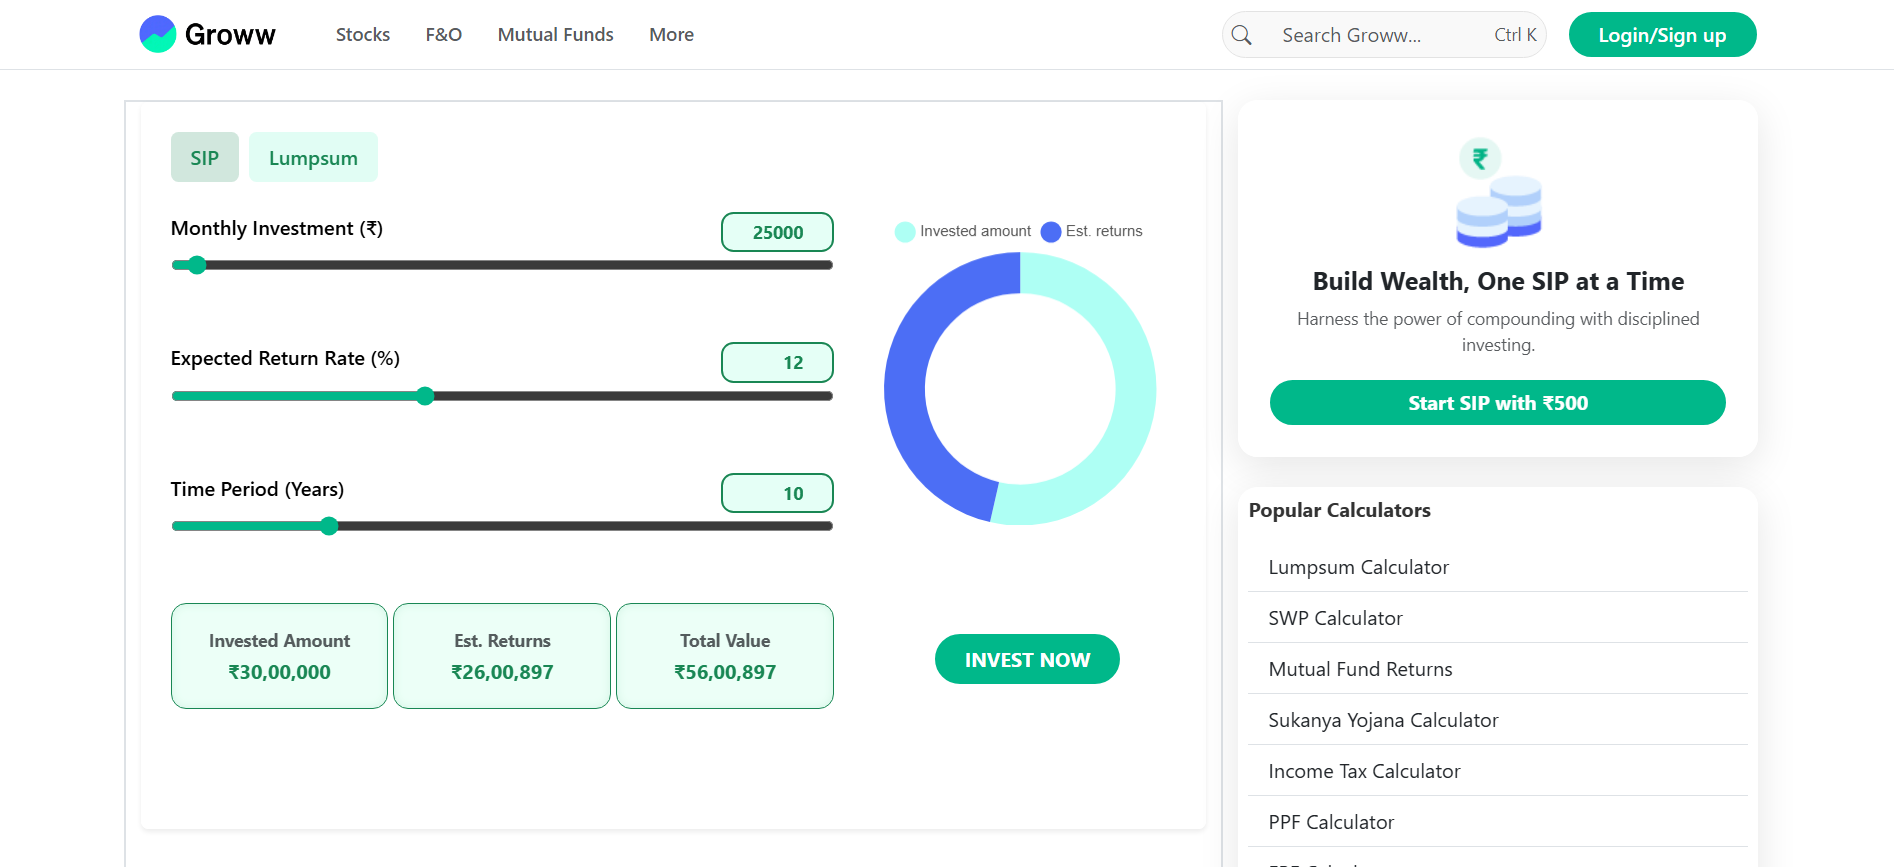 Groww
Stocks
F&O
Mutual Funds
More
Search Groww...
Ctrl K
Login/Sign up
SIP
Lumpsum
Monthly Investment (₹)
25000
Expected Return Rate (%)
12
Time Period (Years)
10
Invested Amount
₹30,00,000
Est. Returns
₹26,00,897
Total Value
₹56,00,897
Invested amount
Est. returns
INVEST NOW
₹
Build Wealth, One SIP at a Time
Harness the power of compounding with disciplined
investing.
Start SIP with ₹500
Popular Calculators
Lumpsum Calculator
SWP Calculator
Mutual Fund Returns
Sukanya Yojana Calculator
Income Tax Calculator
PPF Calculator